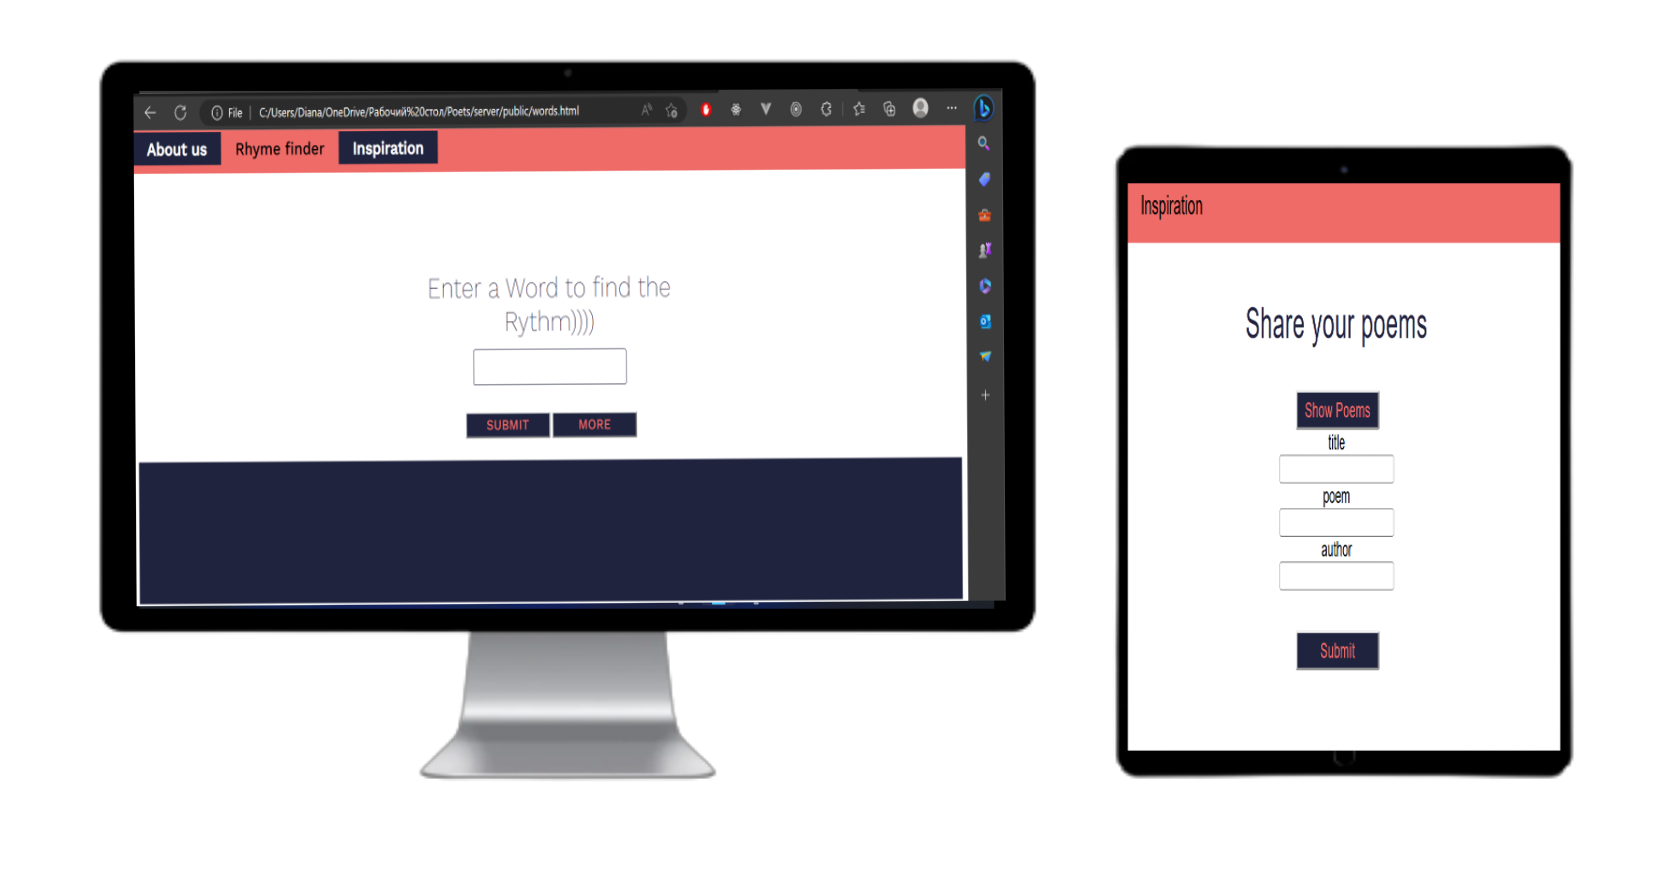 File | C:/Users/Diana/OneDrive/Рабочий%20стол/Poets/server/public/words.html
About us Rhyme finder Inspiration
Enter a Word to find the
Rythm))))
SUBMIT MORE
Inspiration
Share your poems
Show Poems
title
poem
author
Submit